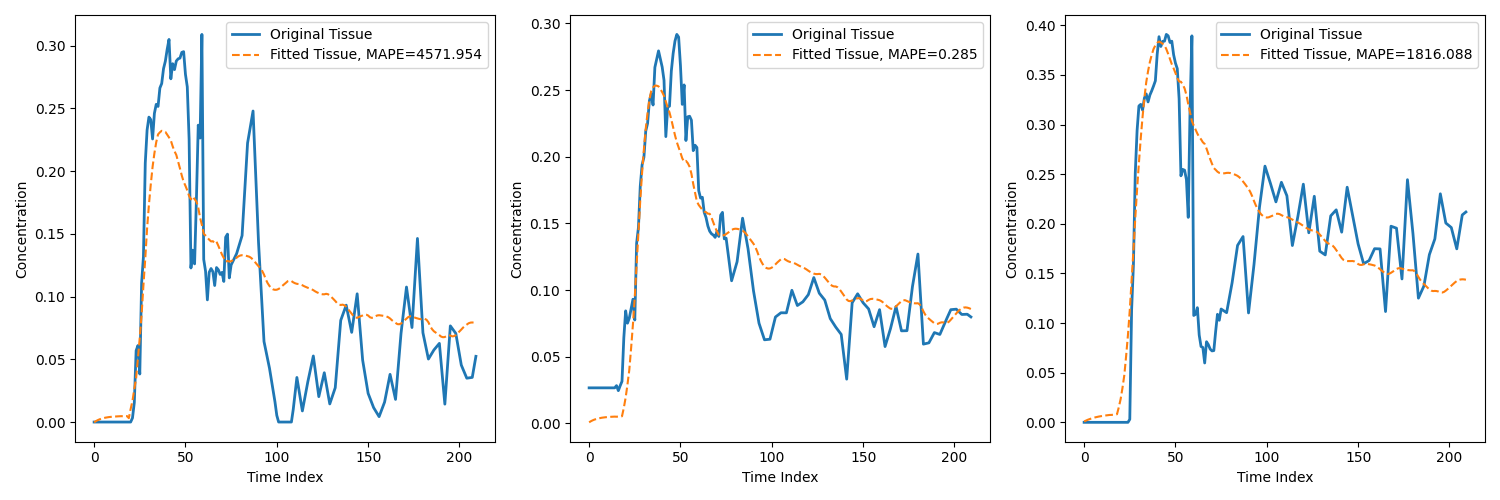 Original Tissue
Fitted Tissue, MAPE=4571.954
Concentration
0.30
0.25
0.20
0.15
0.10
0.05
0.00
0 50 100 150 200
Time Index
Original Tissue
Fitted Tissue, MAPE=0.285
Concentration
0.30
0.25
0.20
0.15
0.10
0.05
0.00
0 50 100 150 200
Time Index
Original Tissue
Fitted Tissue, MAPE=1816.088
Concentration
0.40
0.35
0.30
0.25
0.20
0.15
0.10
0.05
0.00
0 50 100 150 200
Time Index